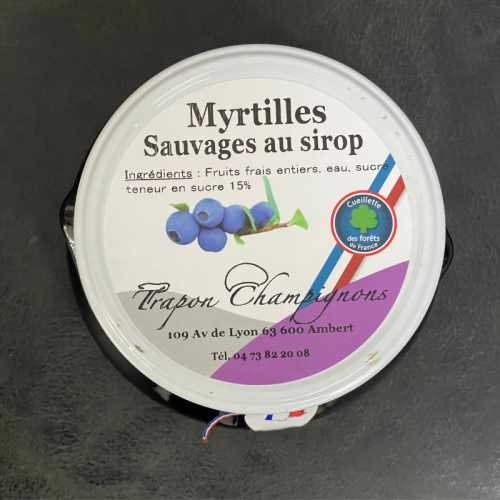 Myrtilles
Sauvages au sirop
Ingrédients : Fruits frais entiers, eau, sucre
teneur en sucre 15%
Cueillette
des forêts
de France
Trapon Champignons
109 Av de Lyon 63 600 Ambert
Tél. 04 73 82 20 08